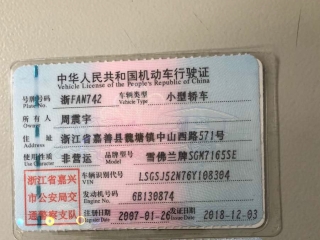 中华人民共和国机动车行驶证
Vehicle License of the People's Republic of China
号牌号码 浙FAN742 车辆类型 小型轿车
Plate No. Vehicle Type
所有人 周震宇
Owner
住址 浙江省嘉善县魏塘镇中山西路571号
Address
使用性质 非营运 品牌型号 雪佛兰牌SGM7165SE
Use Character Model
浙江省嘉兴 车辆识别代号 LSGSJ52N76Y108304
VIN
市公安局交 发动机号码 6B130874
Engine No.
通警察支队 注册日期 2007-01-26 发证日期 2018-12-03
Register Date Issue Date